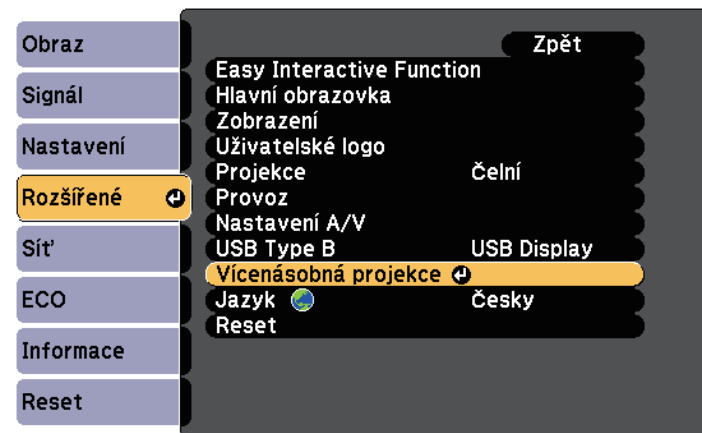 Obraz
Signál
Nastavení
Rozšířené
Síť
ECO
Informace
Reset
Zpět
Easy Interactive Function
Hlavní obrazovka
Zobrazení
Uživatelské logo
Projekce Čelní
Provoz
Nastavení A/V
USB Type B USB Display
Vícenásobná projekce
Jazyk Česky
Reset